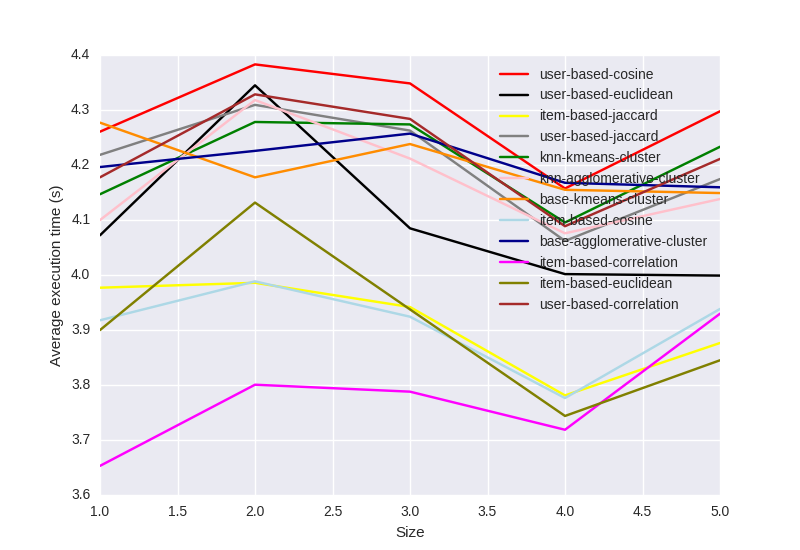 4.4
4.3
4.2
4.1
4.0
3.9
3.8
3.7
3.6
Average execution time (s)
1.0 1.5 2.0 2.5 3.0 3.5 4.0 4.5 5.0
Size
user-based-cosine
user-based-euclidean
item-based-jaccard
user-based-jaccard
knn-kmeans-cluster
knn-agglomerative-cluster
base-kmeans-cluster
item-based-cosine
base-agglomerative-cluster
item-based-correlation
item-based-euclidean
user-based-correlation